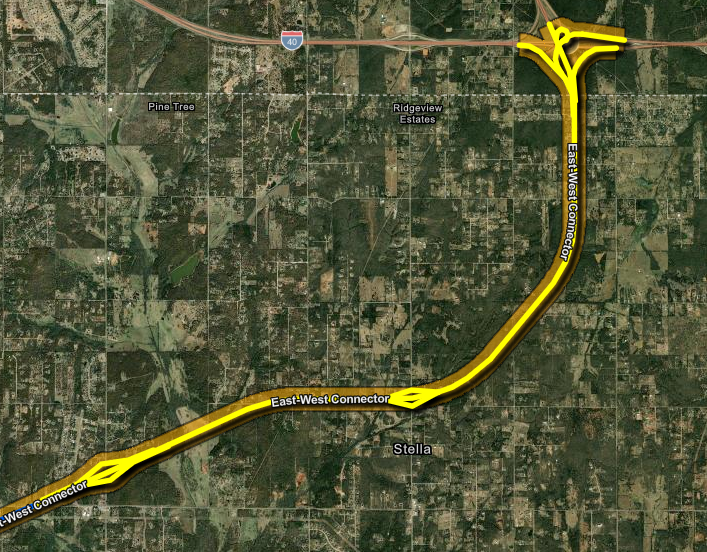 40
Pine Tree
Ridgeview
Estates
East-West Connector
East-West Connector
Stella
t-West Connector